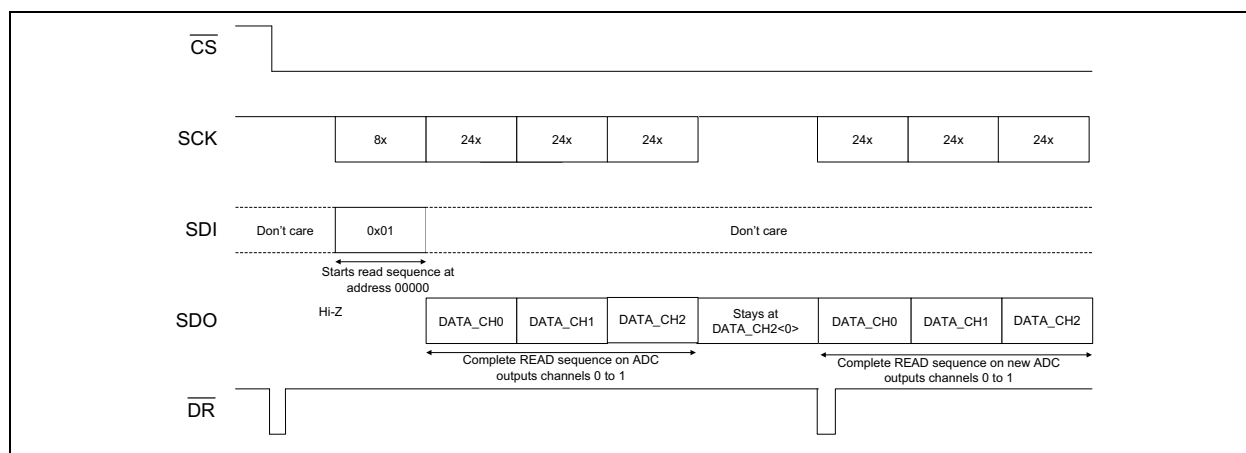 CS
SCK
8x
24x
24x
24x
24x
24x
24x
SDI
Don't care
0x01
Don't care
Starts read sequence at
address 00000
SDO
Hi-Z
DATA_CH0
DATA_CH1
DATA_CH2
Stays at
DATA_CH2<0>
DATA_CH0
DATA_CH1
DATA_CH2
Complete READ sequence on ADC
outputs channels 0 to 1
Complete READ sequence on new ADC
outputs channels 0 to 1
DR